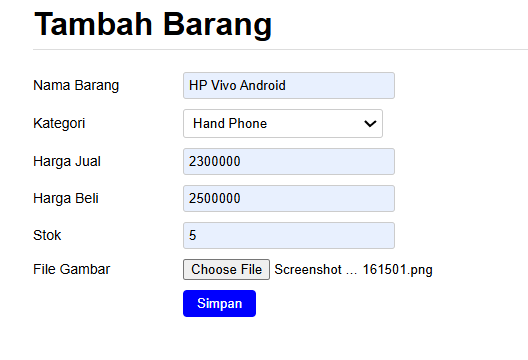 Tambah Barang
Nama Barang HP Vivo Android
Kategori Hand Phone
Harga Jual 2300000
Harga Beli 2500000
Stok 5
File Gambar Choose File Screenshot ... 161501.png
Simpan